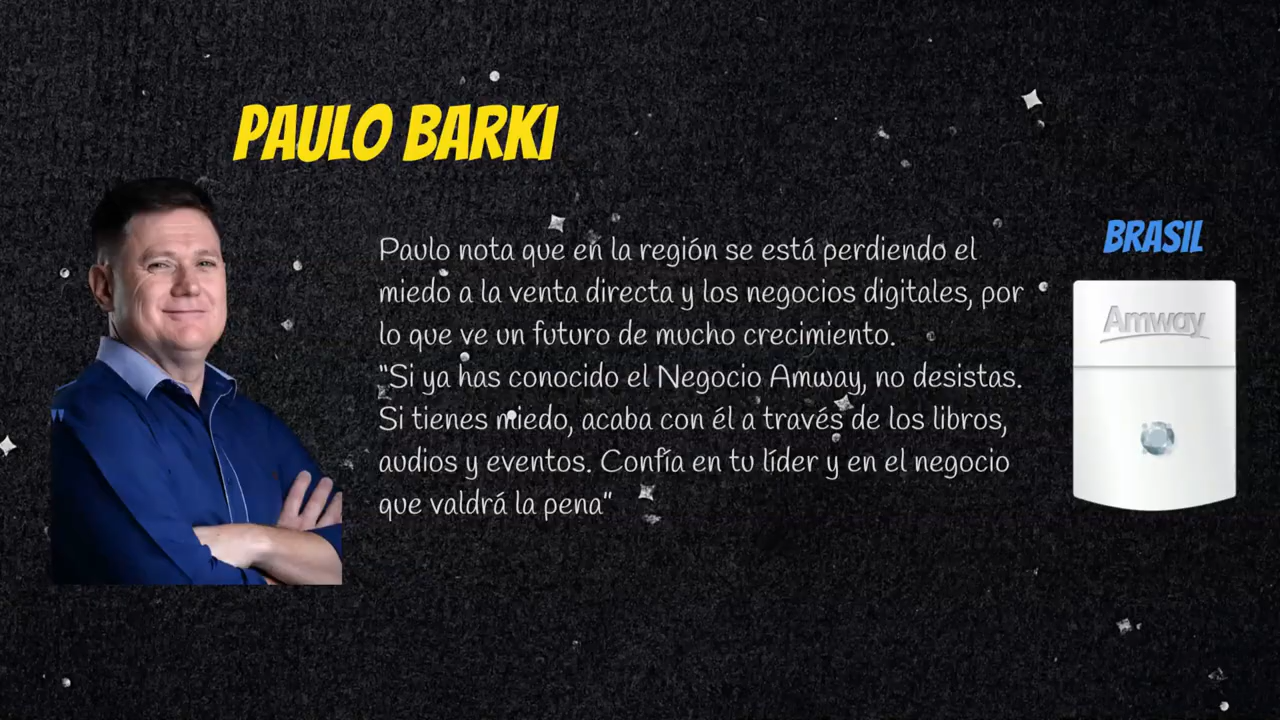 PAULO BARKI
Paulo nota que en la región se está perdiendo el
miedo a la venta directa y los negocios digitales, por
lo que ve un futuro de mucho crecimiento.
"Si ya has conocido el Negocio Amway, no desistas.
Si tienes miedo, acaba con él a través de los libros,
audios y eventos. Confía en tu líder y en el negocio
que valdrá la pena"
BRASIL
Amway